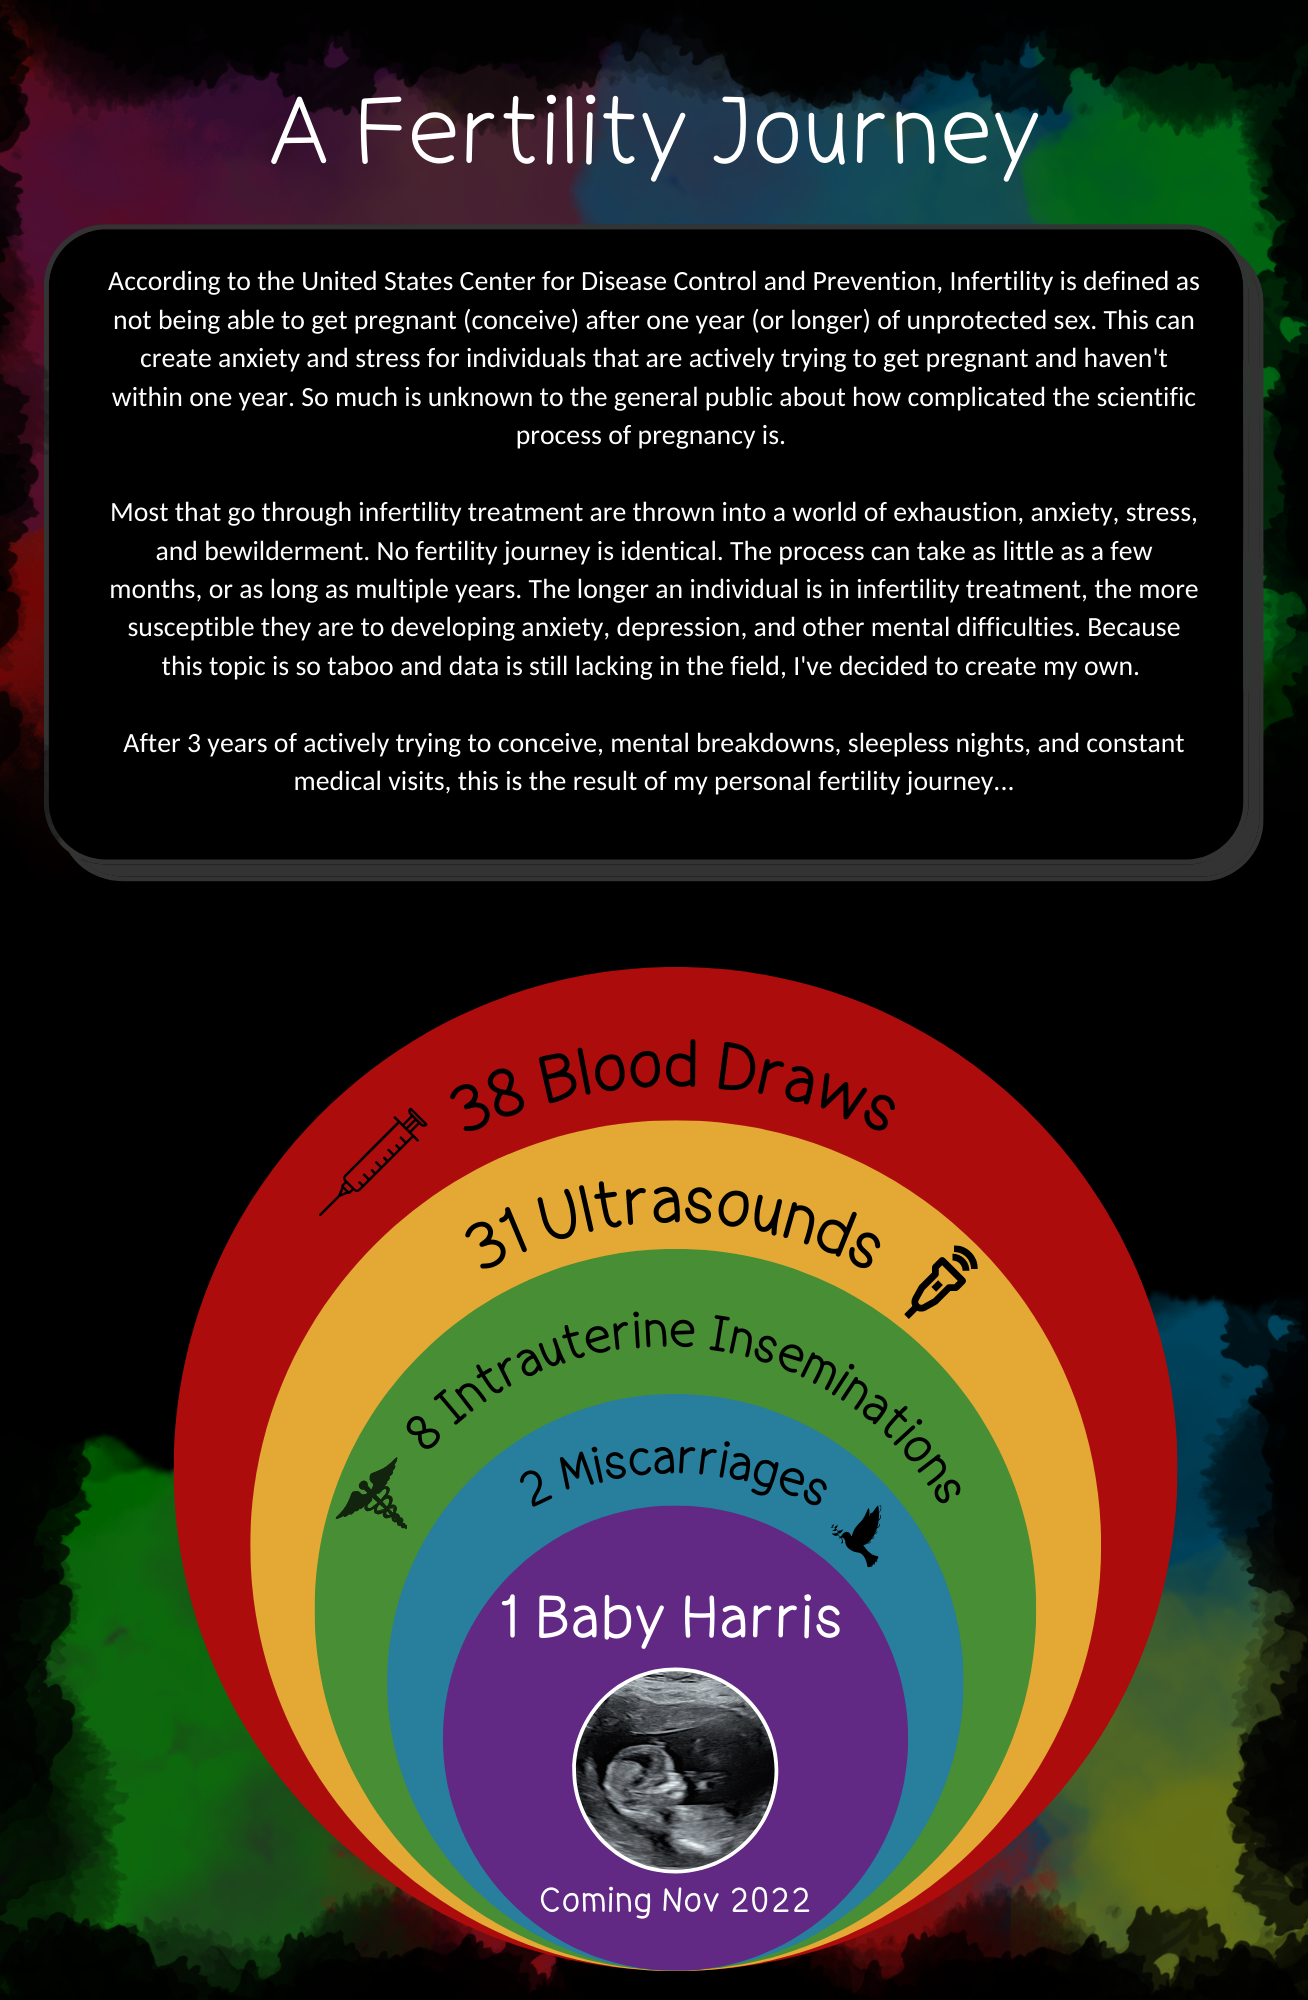 A Fertility Journey
According to the United States Center for Disease Control and Prevention, Infertility is defined as
not being able to get pregnant (conceive) after one year (or longer) of unprotected sex. This can
create anxiety and stress for individuals that are actively trying to get pregnant and haven't
within one year. So much is unknown to the general public about how complicated the scientific
process of pregnancy is.
Most that go through infertility treatment are thrown into a world of exhaustion, anxiety, stress,
and bewilderment. No fertility journey is identical. The process can take as little as a few
months, or as long as multiple years. The longer an individual is in infertility treatment, the more
susceptible they are to developing anxiety, depression, and other mental difficulties. Because
this topic is so taboo and data is still lacking in the field, I've decided to create my own.
After 3 years of actively trying to conceive, mental breakdowns, sleepless nights, and constant
medical visits, this is the result of my personal fertility journey...
38 Blood Draws
31 Ultrasounds
8 Intrauterine Inseminations
2 Miscarriages
1 Baby Harris
Coming Nov 2022